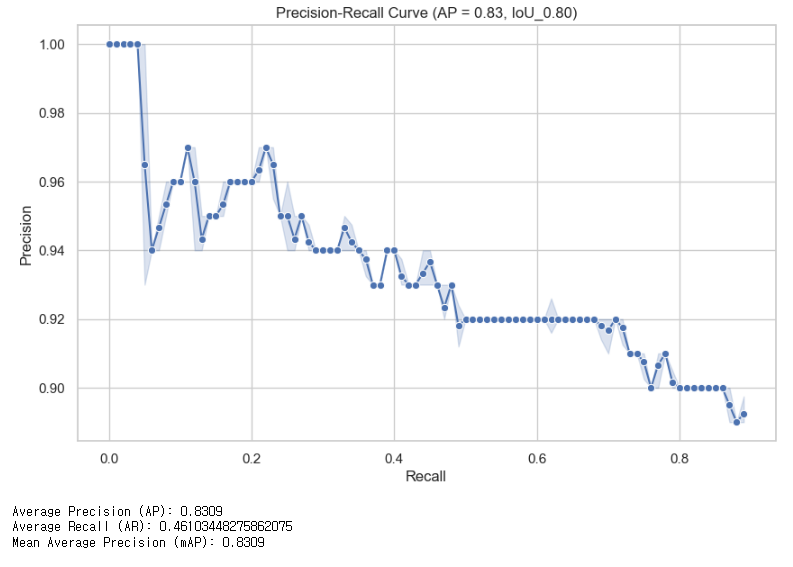 Precision-Recall Curve (AP = 0.83, IoU_0.80)
1.00
0.98
0.96
0.94
0.92
0.90
Precision
0.0 0.2 0.4 0.6 0.8
Recall
Average Precision (AP): 0.8309
Average Recall (AR): 0.46103448275862075
Mean Average Precision (mAP): 0.8309